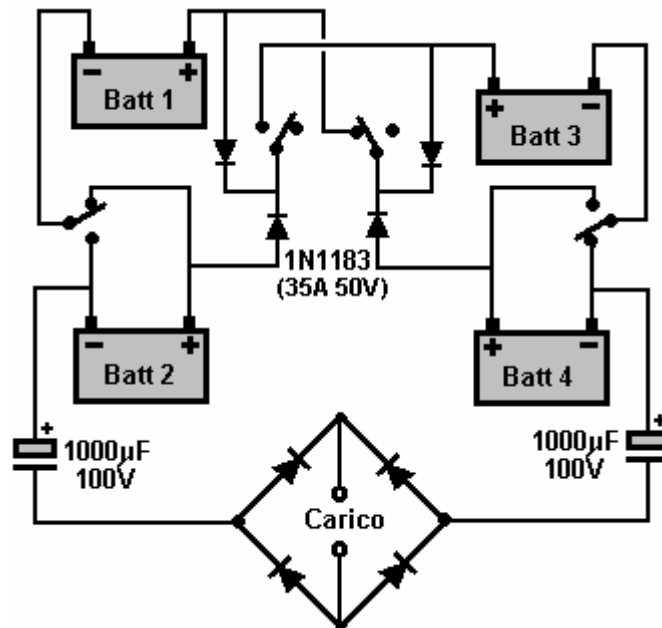 - +
Batt 1
+ -
Batt 3
1N1183
(35A 50V)
- +
Batt 2
+ -
Batt 4
+
1000µF
100V
+
1000µF
100V
Carico